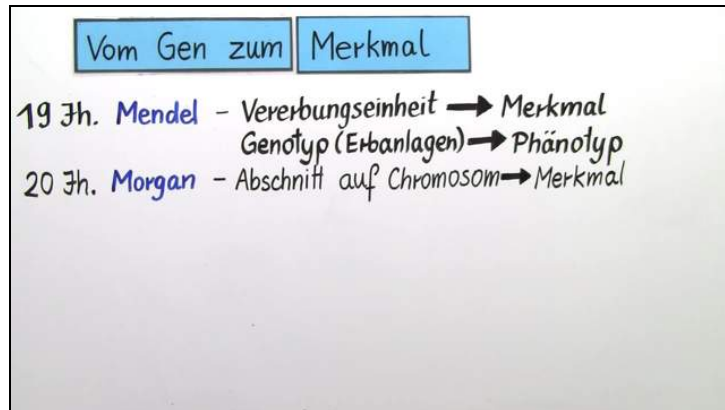 Vom Gen zum Merkmal
19 Jh. Mendel – Vererbungseinheit → Merkmal
Genotyp (Erbanlagen) → Phänotyp
20 Jh. Morgan – Abschnitt auf Chromosom → Merkmal